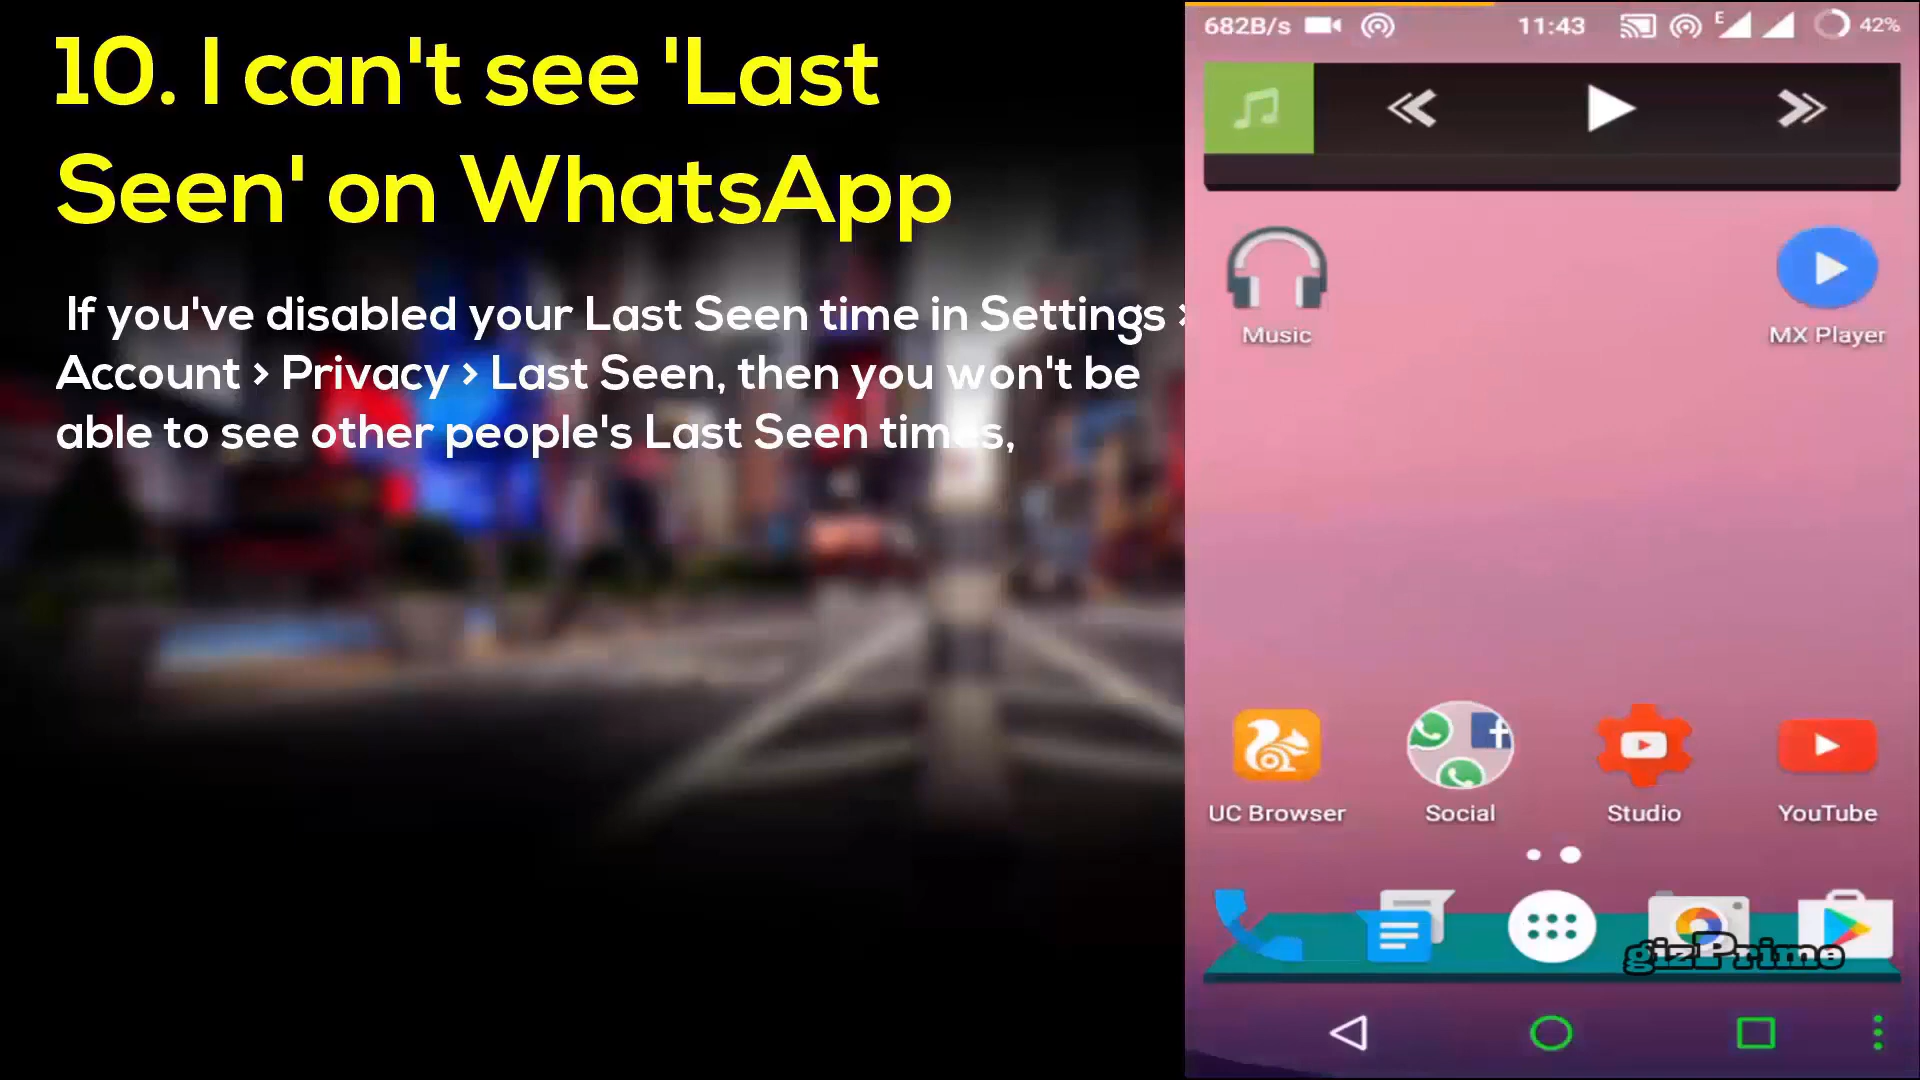 10. I can't see 'Last
Seen' on WhatsApp
If you've disabled your Last Seen time in Settings >
Account > Privacy > Last Seen, then you won't be
able to see other people's Last Seen times,
682B/s
11:43
E
42%
Music
MX Player
UC Browser
Social
Studio
YouTube
gizPrime